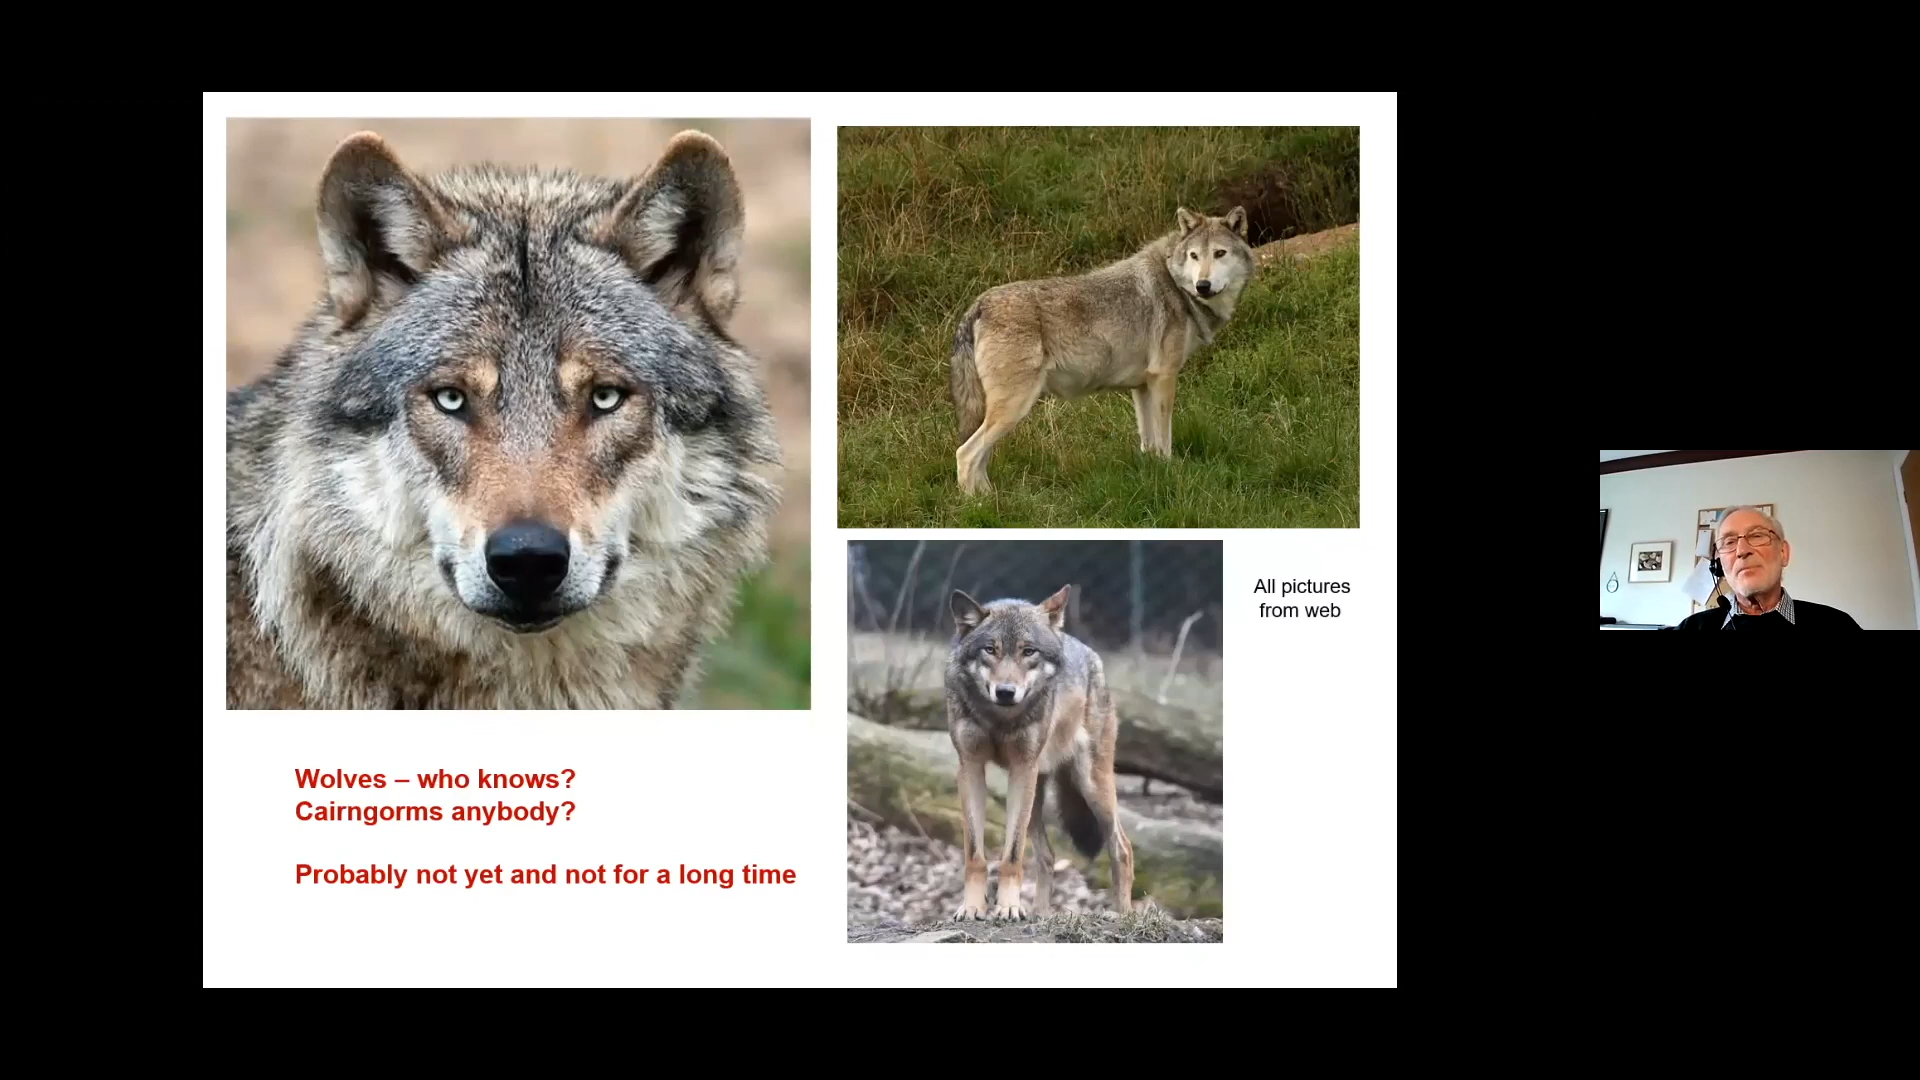 All pictures
from web
Wolves – who knows?
Cairngorms anybody?
Probably not yet and not for a long time